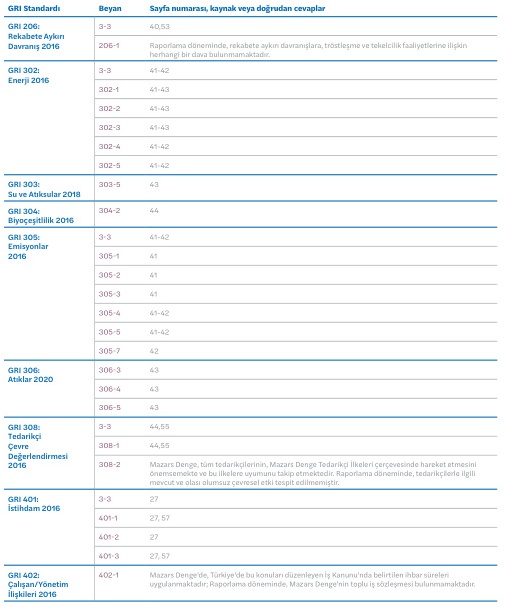 GRI Standardı Beyan Sayfa numarası, kaynak veya doğrudan cevaplar
GRI 206: 3-3 40,53
Rekabete Aykırı
Davranış 2016 206-1 Raporlama döneminde, rekabete aykırı davranışlara, tröstleşme ve tekelcilik faaliyetlerine ilişkin
herhangi bir dava bulunmamaktadır.
GRI 302: 3-3 41-42
Enerji 2016
302-1 41-43
302-2 41-43
302-3 41-43
302-4 41-42
302-5 41-42
GRI 303: 303-5 43
Su ve Atıksular 2018
GRI 304: 304-2 44
Biyoçeşitlilik 2016
GRI 305: 3-3 41-42
Emisyonlar
2016 305-1 41
305-2 41
305-3 41
305-4 41-42
305-5 41-42
305-7 42
GRI 306: 306-3 43
Atıklar 2020
306-4 43
306-5 43
GRI 308: 3-3 44,55
Tedarikçi
Çevre 308-1 44,55
Değerlendirmesi
2016 308-2 Mazars Denge, tüm tedarikçilerinin, Mazars Denge Tedarikçi İlkeleri çerçevesinde hareket etmesini
önemsemekte ve bu ilkelere uyumunu takip etmektedir. Raporlama döneminde, tedarikçilerle ilgili
mevcut ve olası olumsuz çevresel etki tespit edilmemiştir.
GRI 401: 3-3 27
İstihdam 2016
401-1 27, 57
401-2 27
401-3 27, 57
GRI 402: 402-1 Mazars Denge'de, Türkiye'de bu konuları düzenleyen İş Kanunu'nda belirtilen ihbar süreleri
Çalışan/Yönetim uygulanmaktadır; Raporlama döneminde, Mazars Denge'nin toplu iş sözleşmesi bulunmamaktadır.
İlişkileri 2016